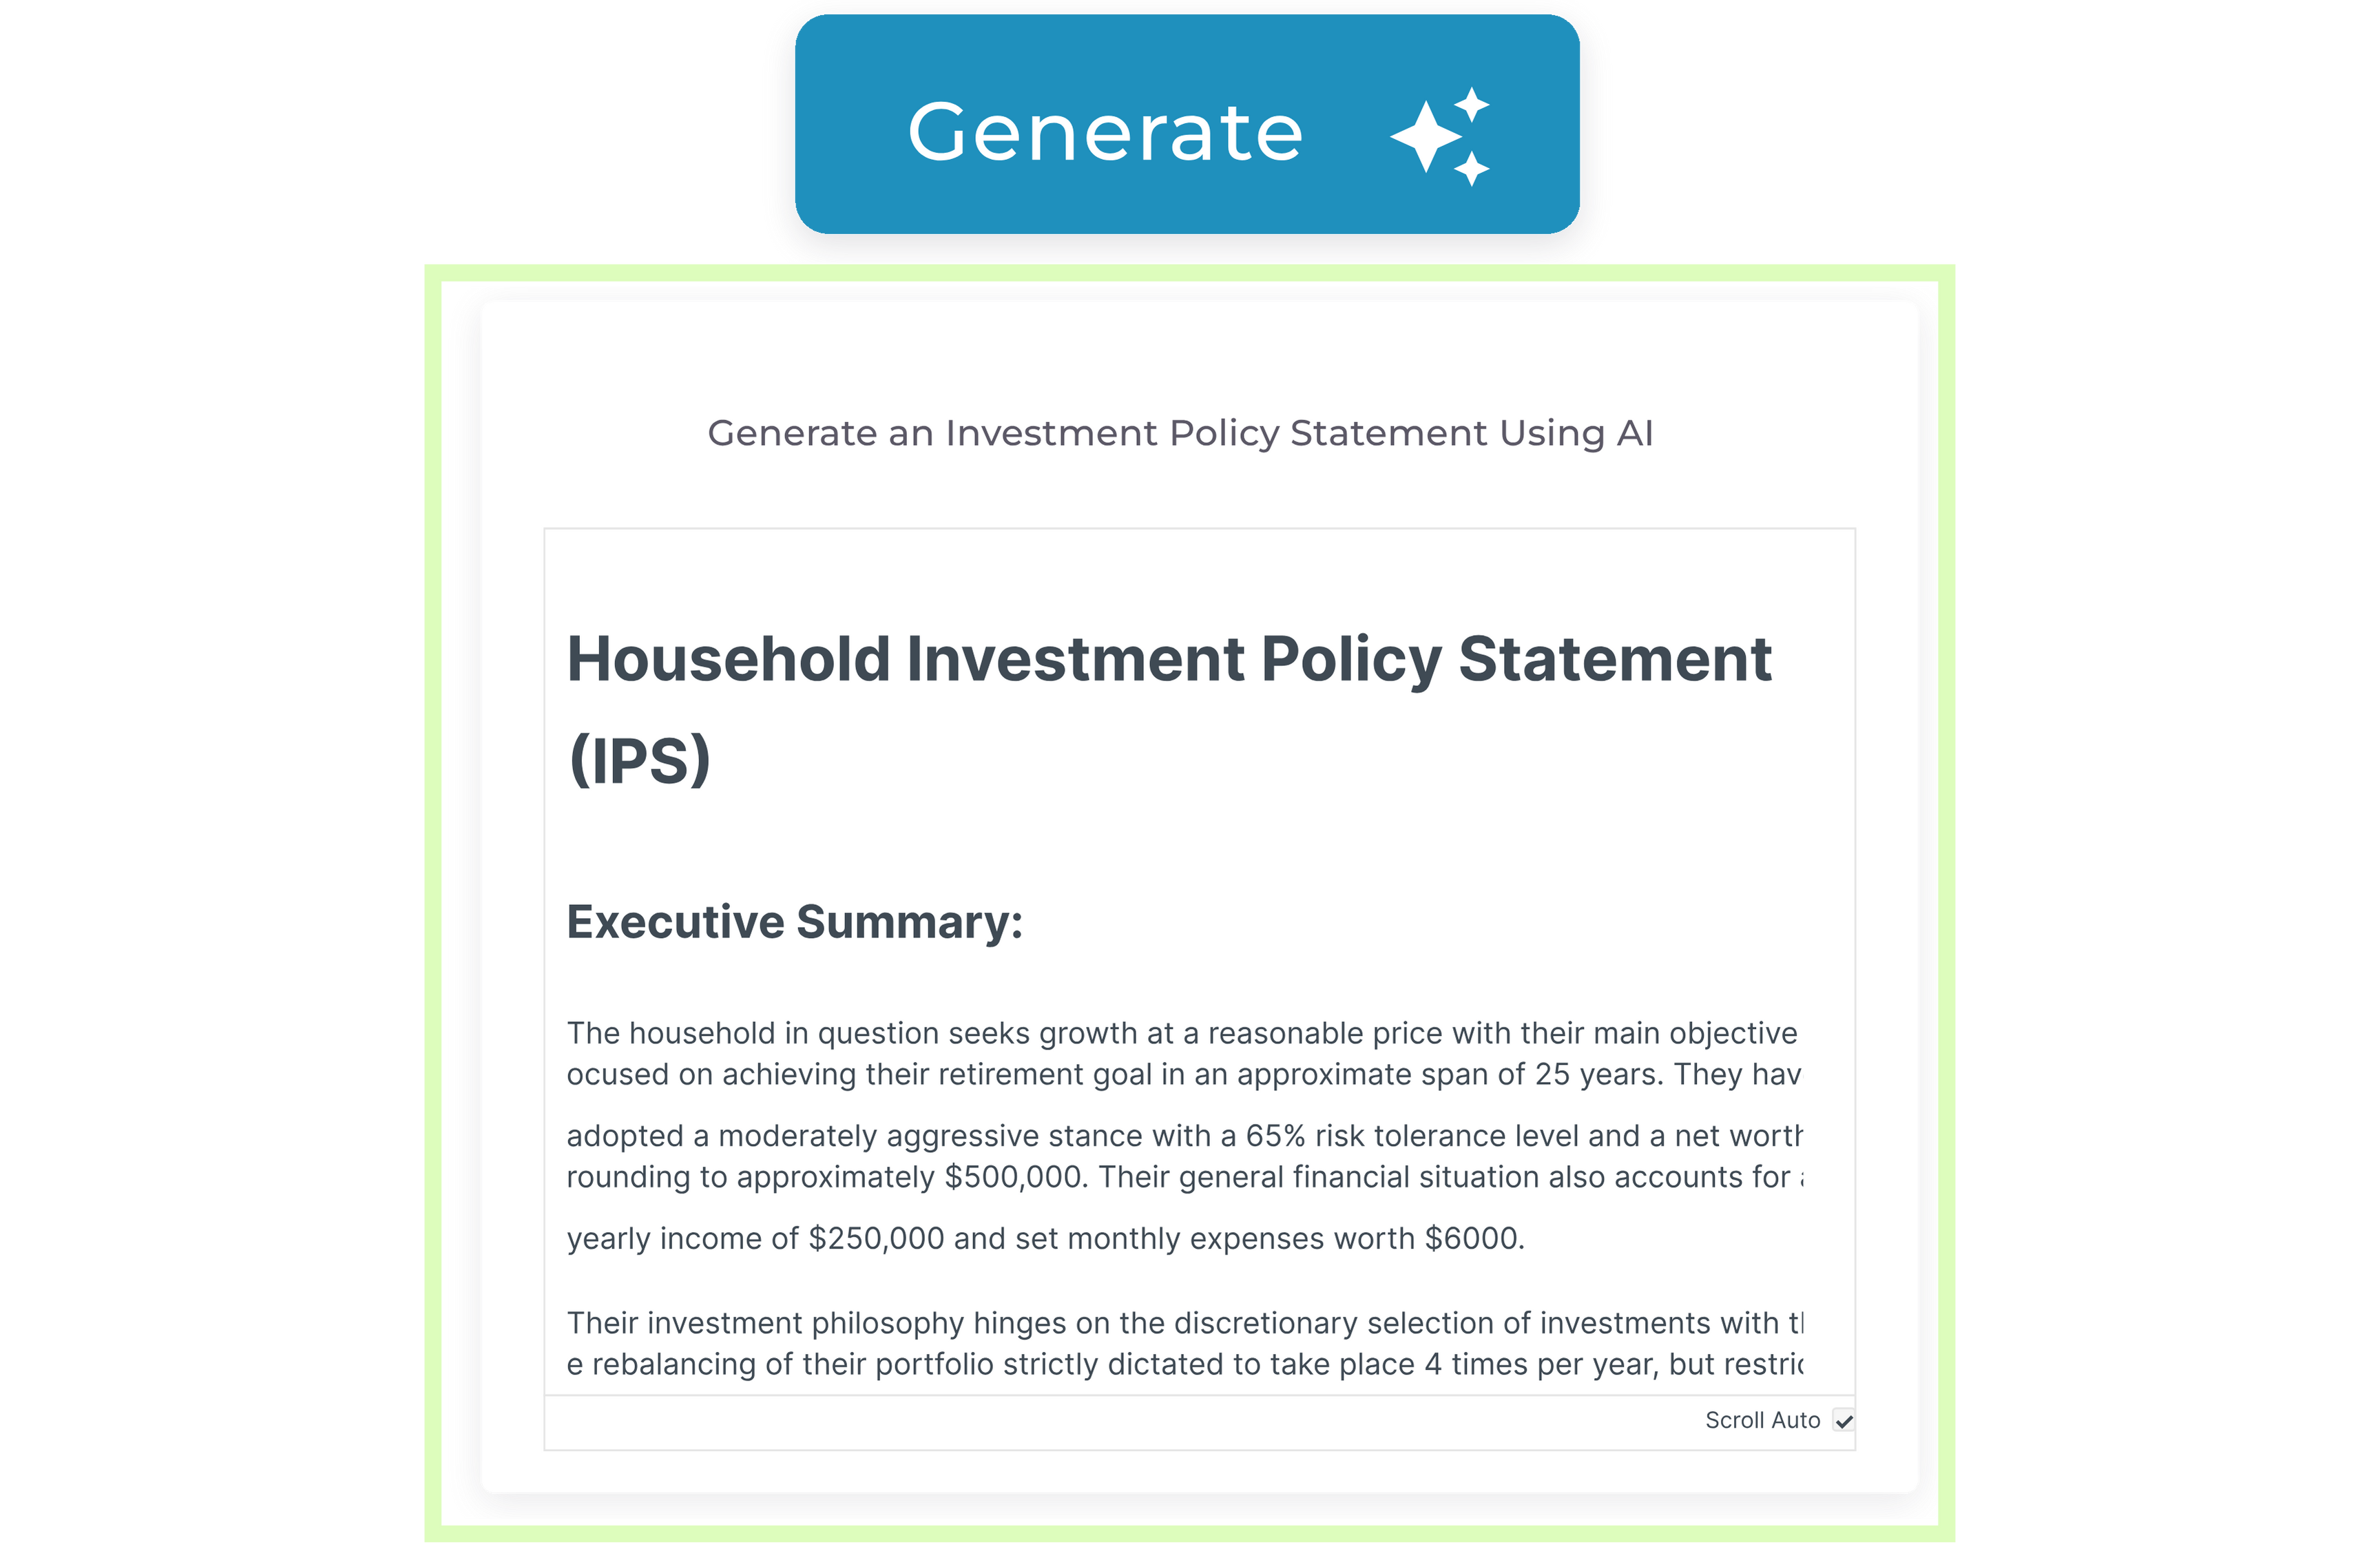 Generate
Generate an Investment Policy Statement Using AI
Household Investment Policy Statement
(IPS)
Executive Summary:
The household in question seeks growth at a reasonable price with their main objective
ocused on achieving their retirement goal in an approximate span of 25 years. They hav
adopted a moderately aggressive stance with a 65% risk tolerance level and a net worth
rounding to approximately $500,000. Their general financial situation also accounts for
yearly income of $250,000 and set monthly expenses worth $6000.
Their investment philosophy hinges on the discretionary selection of investments with t
e rebalancing of their portfolio strictly dictated to take place 4 times per year, but restri
Scroll Auto